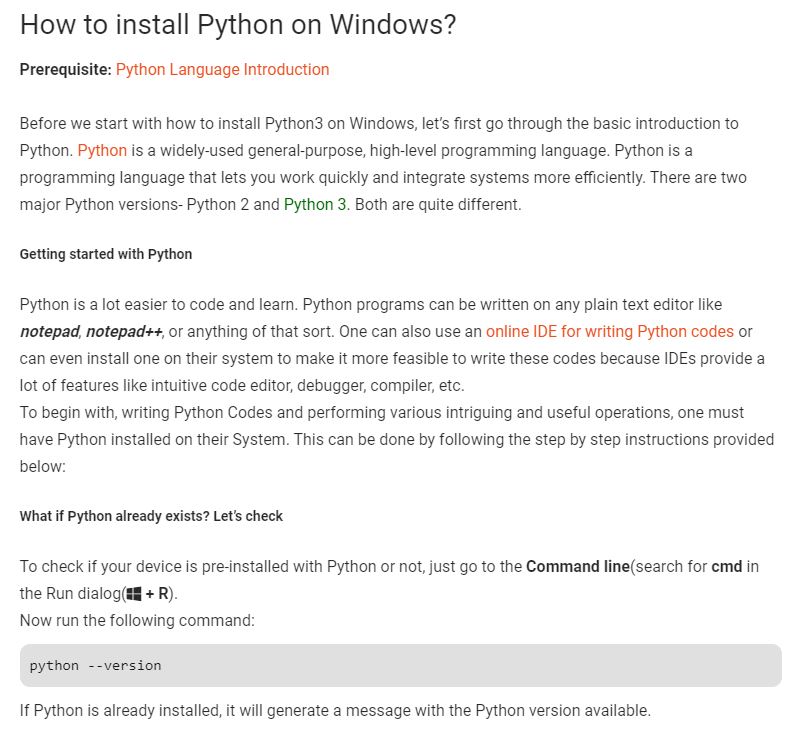 How to install Python on Windows?
Prerequisite: Python Language Introduction
Before we start with how to install Python3 on Windows, let’s first go through the basic introduction to
Python. Python is a widely-used general-purpose, high-level programming language. Python is a
programming language that lets you work quickly and integrate systems more efficiently. There are two
major Python versions- Python 2 and Python 3. Both are quite different.
Getting started with Python
Python is a lot easier to code and learn. Python programs can be written on any plain text editor like
notepad, notepad++, or anything of that sort. One can also use an online IDE for writing Python codes or
can even install one on their system to make it more feasible to write these codes because IDEs provide a
lot of features like intuitive code editor, debugger, compiler, etc.
To begin with, writing Python Codes and performing various intriguing and useful operations, one must
have Python installed on their System. This can be done by following the step by step instructions provided
below:
What if Python already exists? Let’s check
To check if your device is pre-installed with Python or not, just go to the Command line(search for cmd in
the Run dialog( + R).
Now run the following command:
python --version
If Python is already installed, it will generate a message with the Python version available.